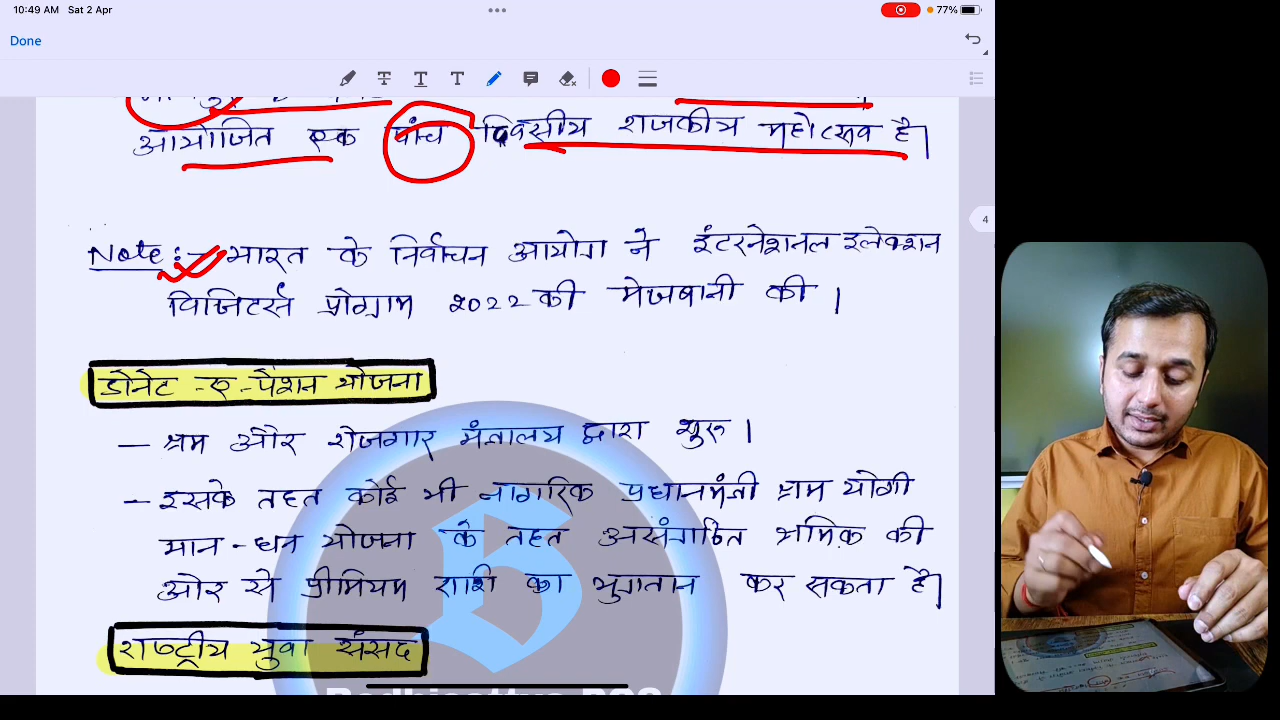 10:49 AM Sat 2 Apr
77%
Done
आयोजित एक पांच दिवसीय राजकीय महोत्सव है।
4
Note :- भारत के निर्वाचन आयोग ने इंटरनेशनल इलेक्शन
विजिटर्स प्रोग्राम 2022 की मेजबानी की।
डोनेट-ए-पेंशन योजना
– श्रम और रोजगार मंत्रालय द्वारा शुरू।
– इसके तहत कोई भी नागरिक प्रधानमंत्री श्रम योगी
मान-धन योजना के तहत असंगठित श्रमिक की
ओर से प्रीमियम राशि का भुगतान कर सकता है।
राष्ट्रीय युवा संसद